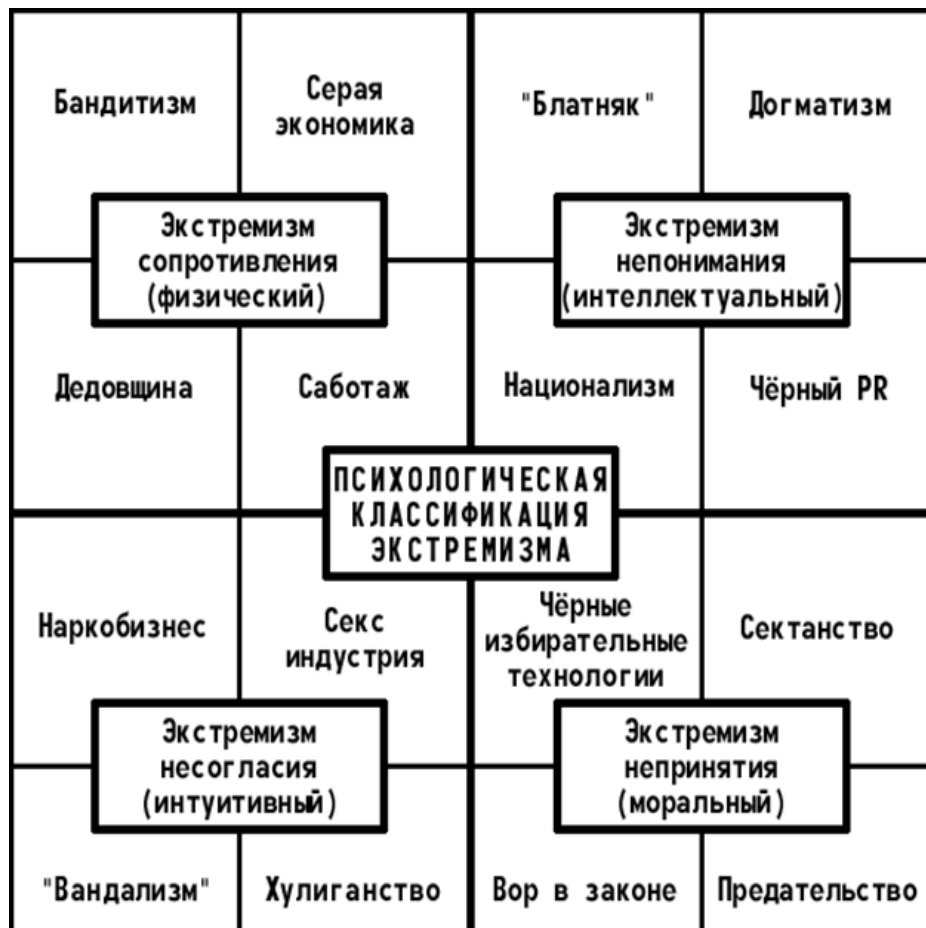 Бандитизм
Серая
экономика
"Блатняк"
Догматизм
Экстремизм
сопротивления
(физический)
Экстремизм
непонимания
(интеллектуальный)
Дедовщина
Саботаж
Национализм
Чёрный PR
ПСИХОЛОГИЧЕСКАЯ
КЛАССИФИКАЦИЯ
ЭКСТРЕМИЗМА
Наркобизнес
Секс
индустрия
Чёрные
избирательные
технологии
Сектанство
Экстремизм
несогласия
(интуитивный)
Экстремизм
непринятия
(моральный)
"Вандализм"
Хулиганство
Вор в законе
Предательство